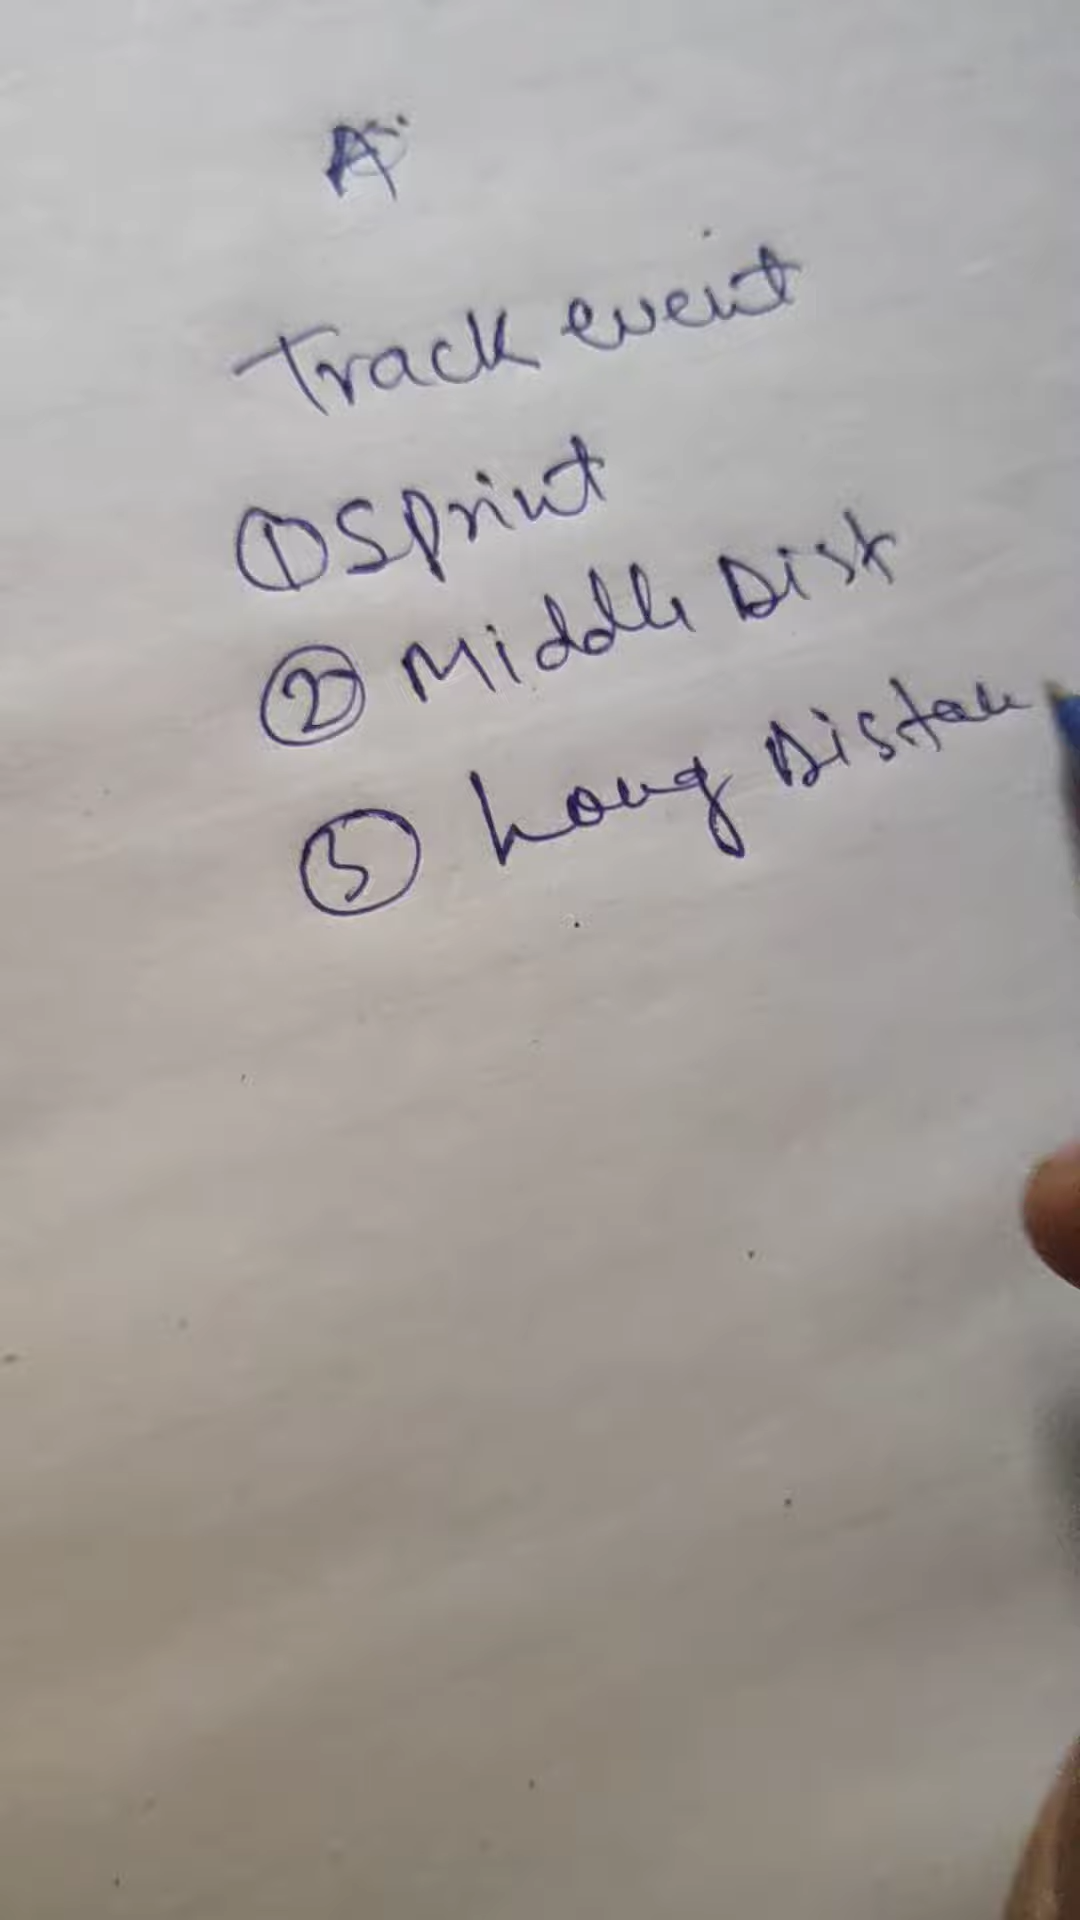 A
Track event
① Sprint
② Middle Dist
③ Long Distan